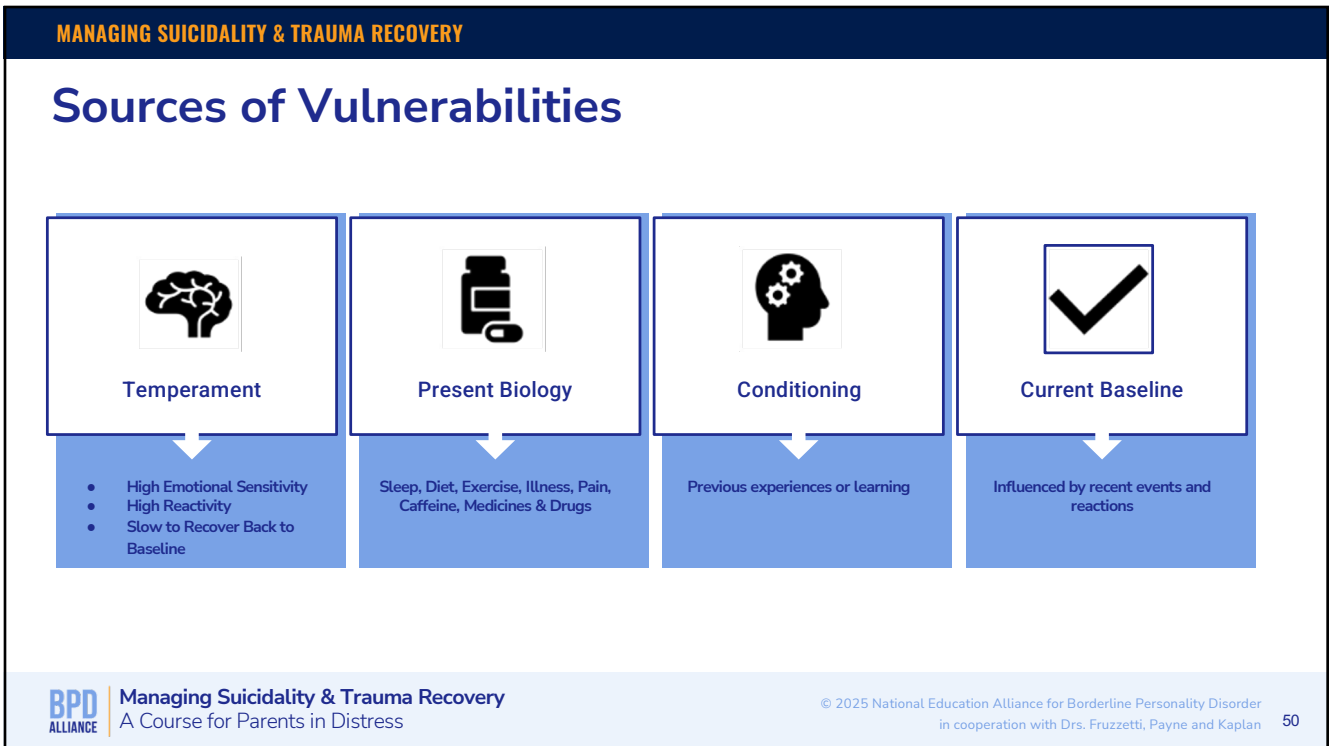 MANAGING SUICIDALITY & TRAUMA RECOVERY
Sources of Vulnerabilities
Temperament
● High Emotional Sensitivity
● High Reactivity
● Slow to Recover Back to
Baseline
Present Biology
Sleep, Diet, Exercise, Illness, Pain,
Caffeine, Medicines & Drugs
Conditioning
Previous experiences or learning
Current Baseline
Influenced by recent events and
reactions
BPD
ALLIANCE
Managing Suicidality & Trauma Recovery
A Course for Parents in Distress
© 2025 National Education Alliance for Borderline Personality Disorder
in cooperation with Drs. Fruzzetti, Payne and Kaplan
50